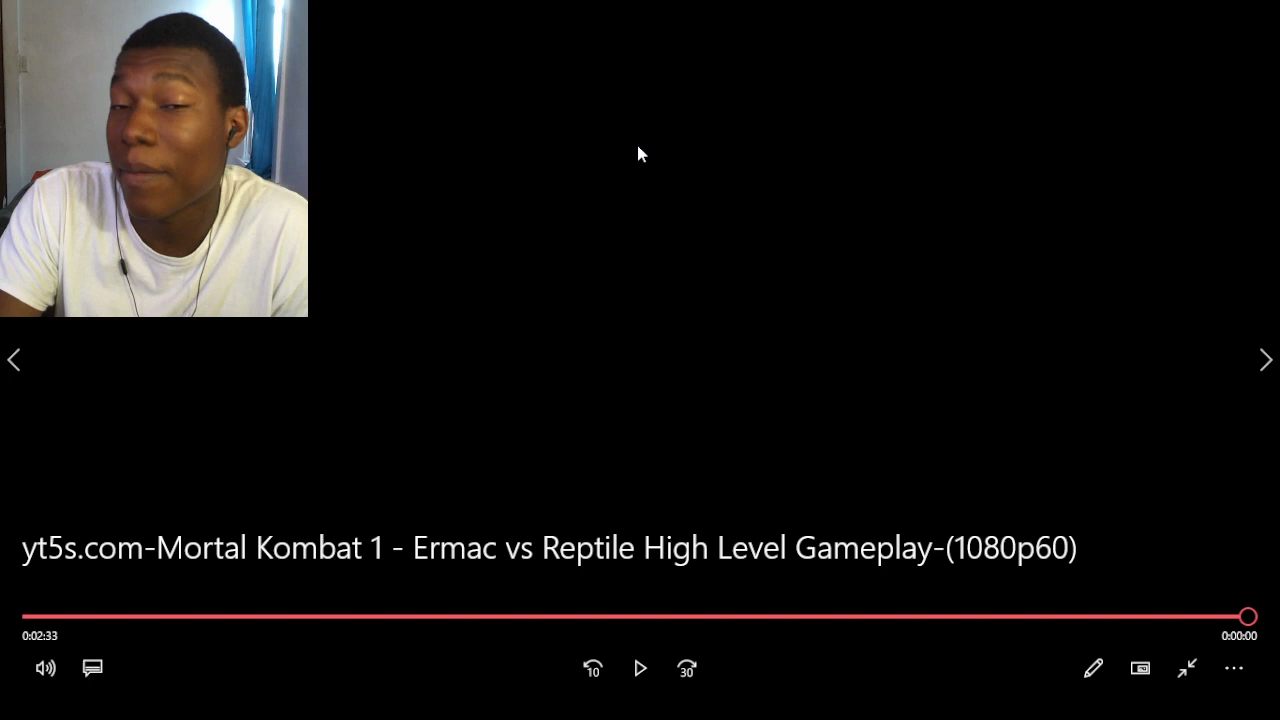 yt5s.com-Mortal Kombat 1 - Ermac vs Reptile High Level Gameplay-(1080p60)
0:02:33 0:00:00
10 30